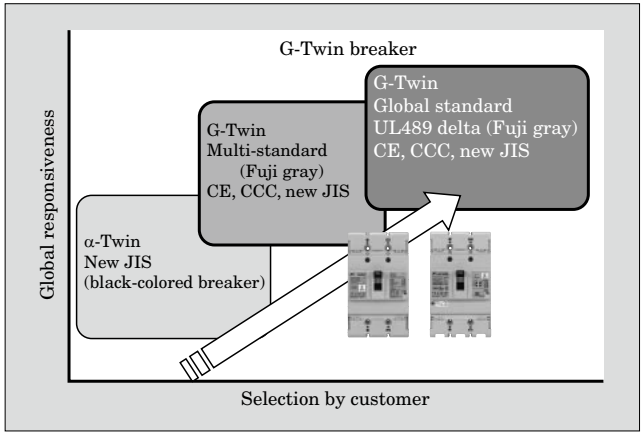 G-Twin breaker
G-Twin
Global standard
UL489 delta (Fuji gray)
CE, CCC, new JIS
G-Twin
Multi-standard
(Fuji gray)
CE, CCC, new JIS
α-Twin
New JIS
(black-colored breaker)
Global responsiveness
Selection by customer